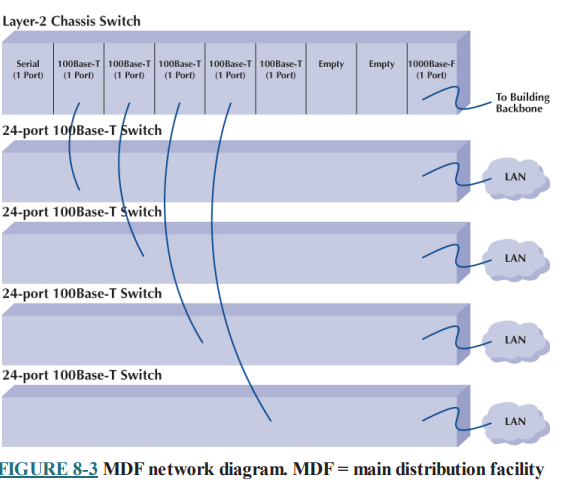 Layer-2 Chassis Switch
Serial 100Base-T 100Base-T 100Base-T 100Base-T 100Base-T Empty Empty 1000Base-F
(1 Port) (1 Port) (1 Port) (1 Port) (1 Port) (1 Port) (1 Port)
To Building
Backbone
24-port 100Base-T Switch
LAN
24-port 100Base-T Switch
LAN
24-port 100Base-T Switch
LAN
24-port 100Base-T Switch
LAN
FIGURE 8-3 MDF network diagram. MDF = main distribution facility